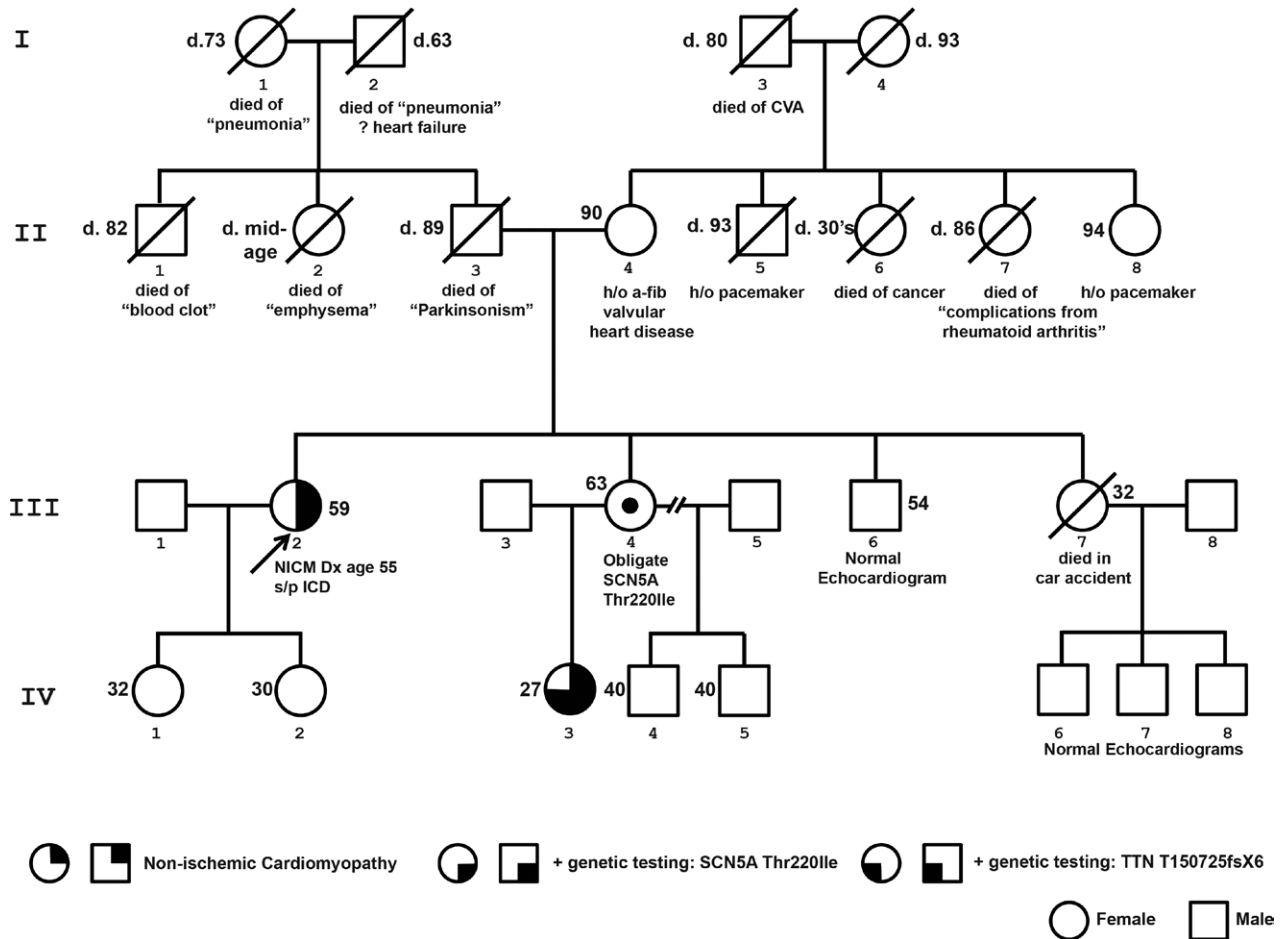 I
d.73
d.63
d. 80
d. 93
1
2
3
4
died of
“pneumonia”
died of “pneumonia”
? heart failure
died of CVA
II
d. 82
d. mid-
age
d. 89
90
d. 93
d. 30's
d. 86
94
1
2
3
4
5
6
7
8
died of
“blood clot”
died of
“emphysema”
died of
“Parkinsonism”
h/o a-fib
valvular
heart disease
h/o pacemaker
died of cancer
died of
“complications from
rheumatoid arthritis”
h/o pacemaker
III
59
63
54
32
1
2
3
4
5
6
7
8
NICM Dx age 55
s/p ICD
Obligate
SCN5A
Thr220Ile
Normal
Echocardiogram
died in
car accident
IV
32
30
27
40
40
1
2
3
4
5
6
7
8
Normal Echocardiograms
Non-ischemic Cardiomyopathy
+ genetic testing: SCN5A Thr220Ile
+ genetic testing: TTN T150725fsX6
Female
Male